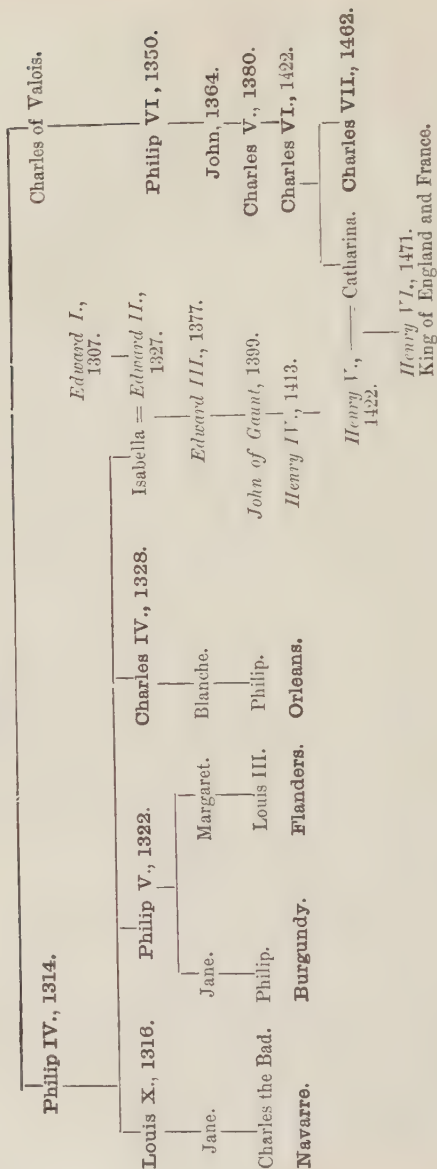 Philip IV., 1314.
Charles of Valois.
Edward I.,
1307.
Louis X., 1316.
Philip V., 1322.
Charles IV., 1328.
Isabella = Edward II.,
1327.
Philip VI, 1350.
Jane.
Jane.
Margaret.
Blanche.
Edward III., 1377.
John, 1364.
Charles the Bad.
Philip.
Louis III.
Philip.
John of Gaunt, 1399.
Charles V., 1380.
Navarre.
Burgundy.
Flanders.
Orleans.
Henry IV., 1413.
Charles VI., 1422.
Henry V., — Catharina.
1422.
Charles VII., 1462.
Henry VI., 1471.
King of England and France.